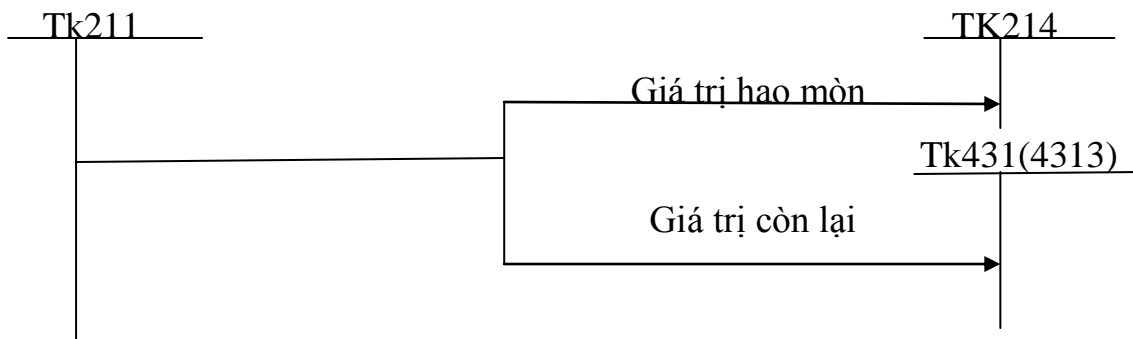 Tk211
TK214
Giá trị hao mòn
Tk431(4313)
Giá trị còn lại